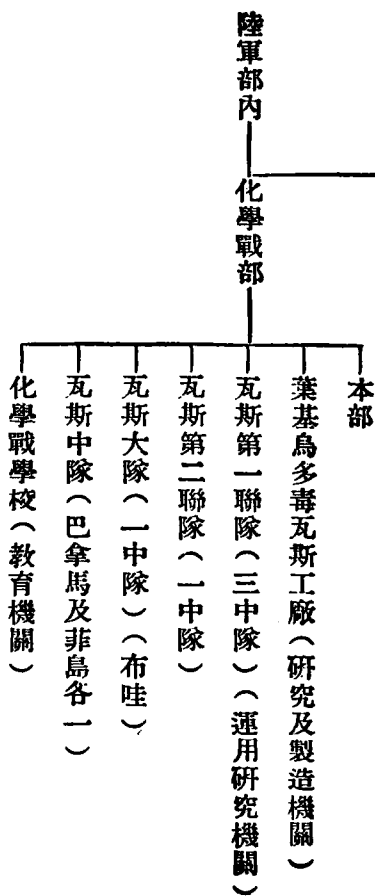 陸軍部內
化學戰部
本部
葉基烏多毒瓦斯工廠（研究及製造機關）
瓦斯第一聯隊（三中隊）（運用研究機關）
瓦斯第二聯隊（一中隊）
瓦斯大隊（一中隊）（布哇）
瓦斯中隊（巴拿馬及菲島各一）
化學戰學校（教育機關）